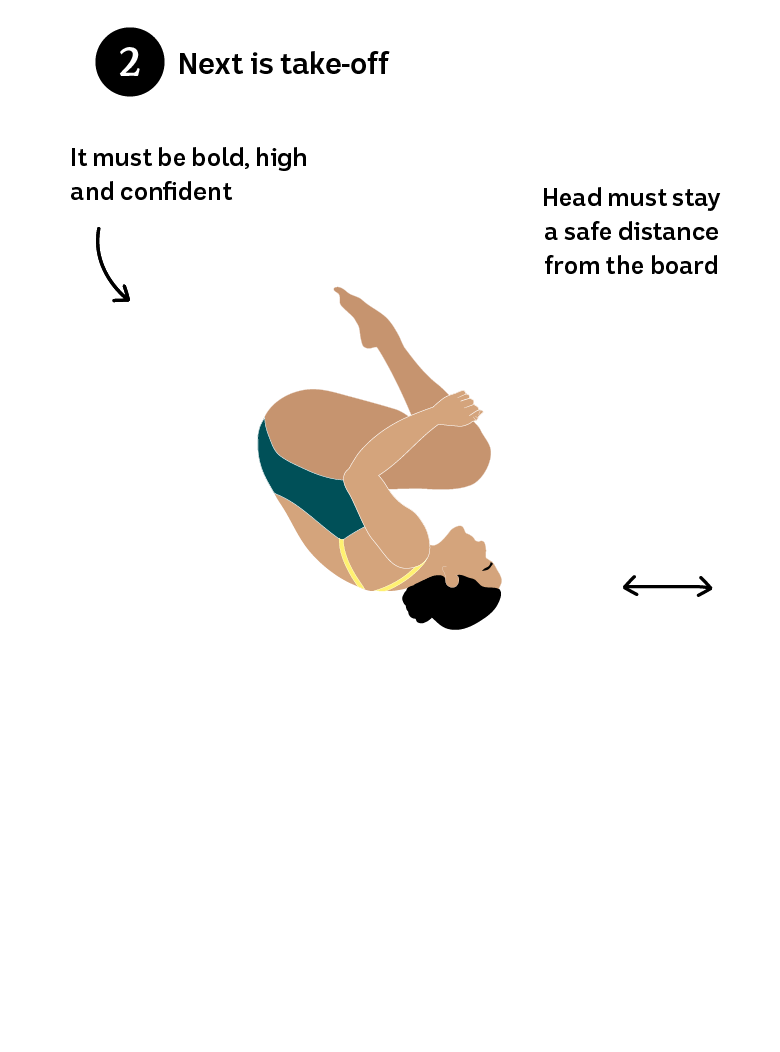 2 Next is take-off
It must be bold, high
and confident
Head must stay
a safe distance
from the board